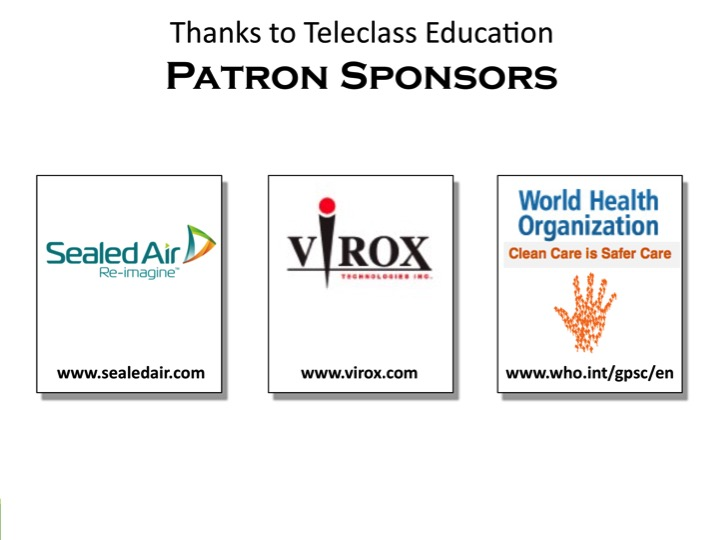 Thanks to Teleclass Education
PATRON SPONSORS
Sealed Air
Re-imagine™
www.sealedair.com
VIROX
TECHNOLOGIES INC.
www.virox.com
World Health
Organization
Clean Care is Safer Care
www.who.int/gpsc/en